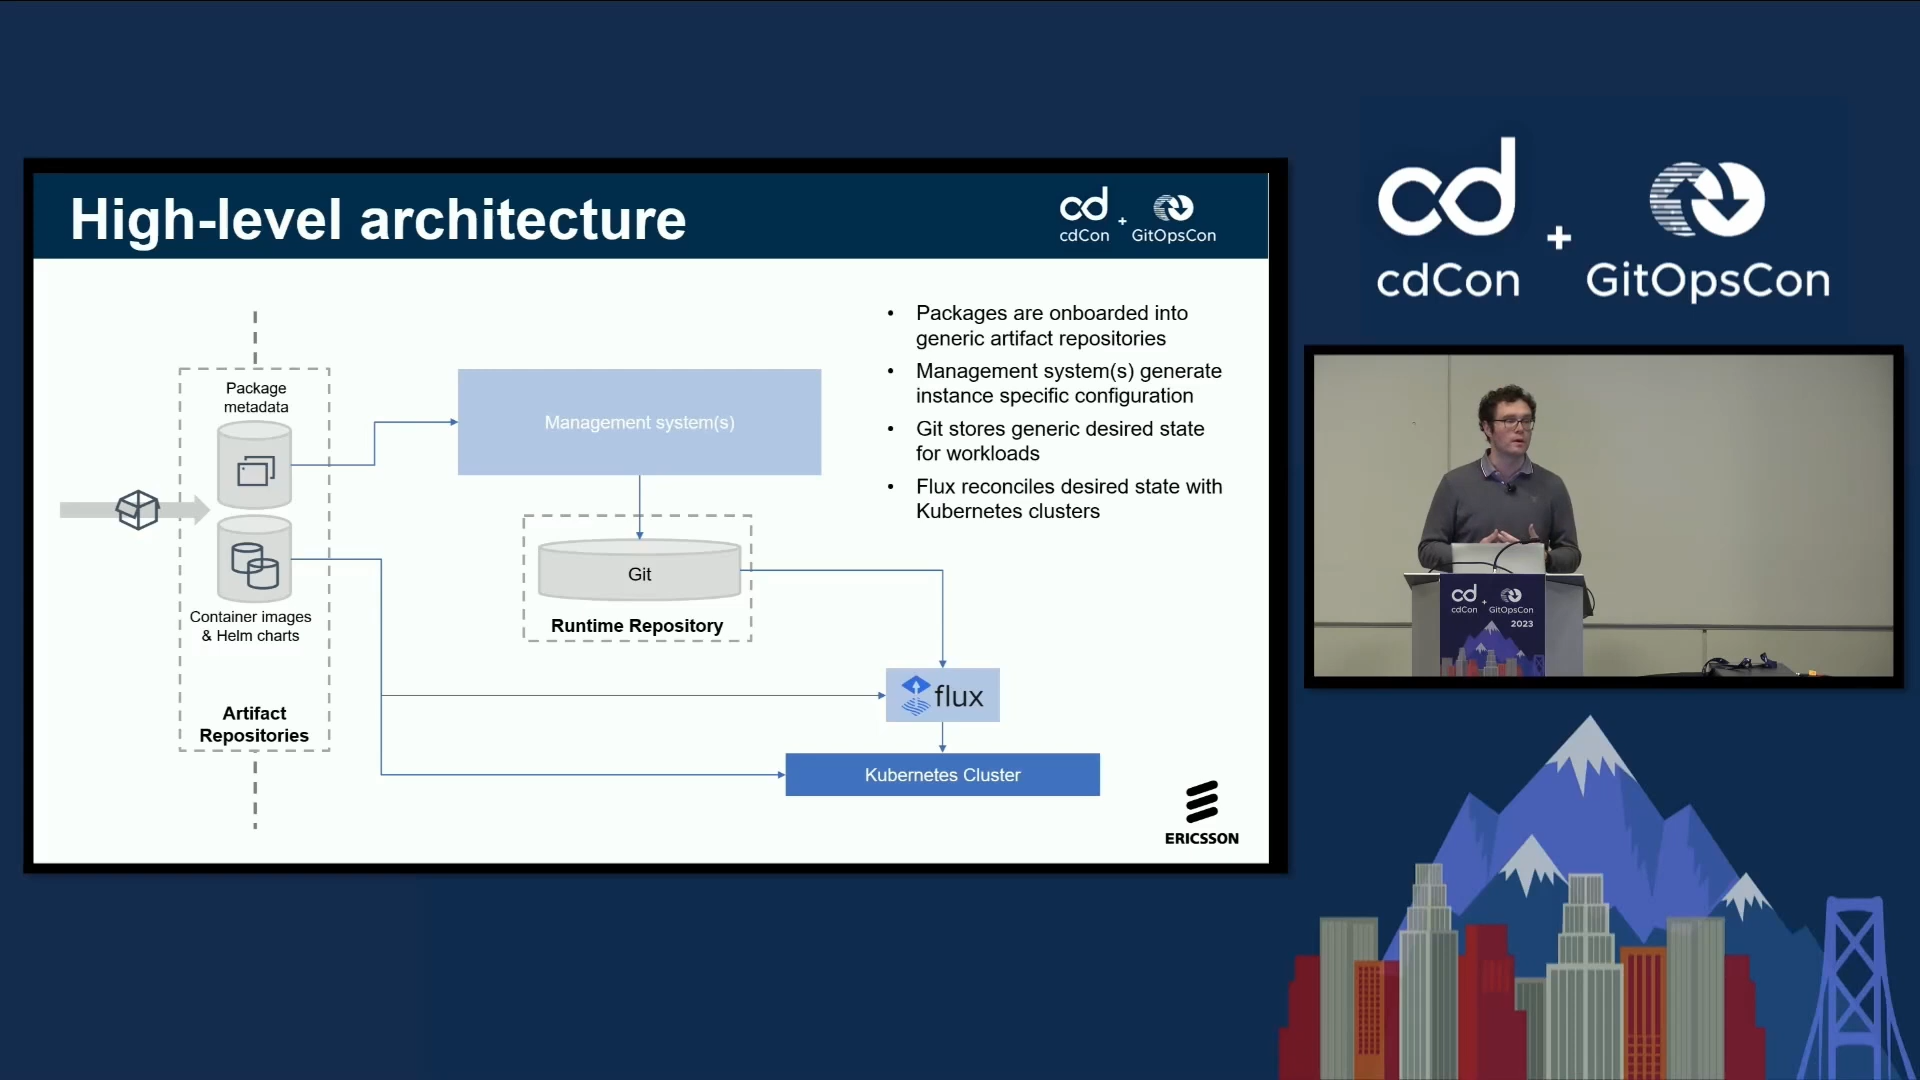 High-level architecture
cdCon
+
GitOpsCon
Package
metadata
Container images
& Helm charts
Artifact
Repositories
Management system(s)
Git
Runtime Repository
flux
Kubernetes Cluster
• Packages are onboarded into
generic artifact repositories
• Management system(s) generate
instance specific configuration
• Git stores generic desired state
for workloads
• Flux reconciles desired state with
Kubernetes clusters
ERICSSON
cd
cdCon
+
GitOpsCon
cd
cdCon
+
GitOpsCon
2023